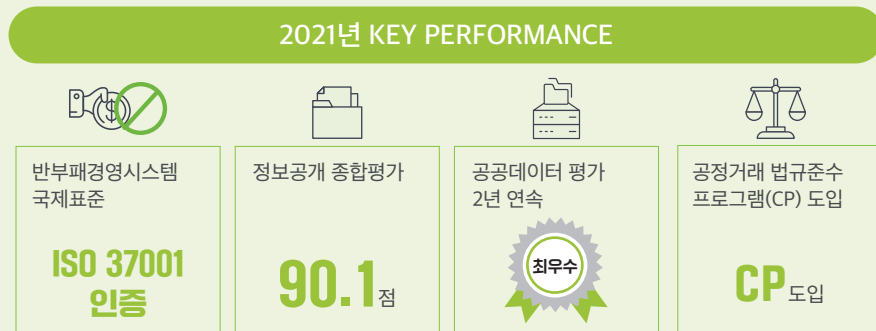 2021년 KEY PERFORMANCE
반부패경영시스템
국제표준
ISO 37001
인증
정보공개 종합평가
90.1점
공공데이터 평가
2년 연속
최우수
공정거래 법규준수
프로그램(CP) 도입
CP도입